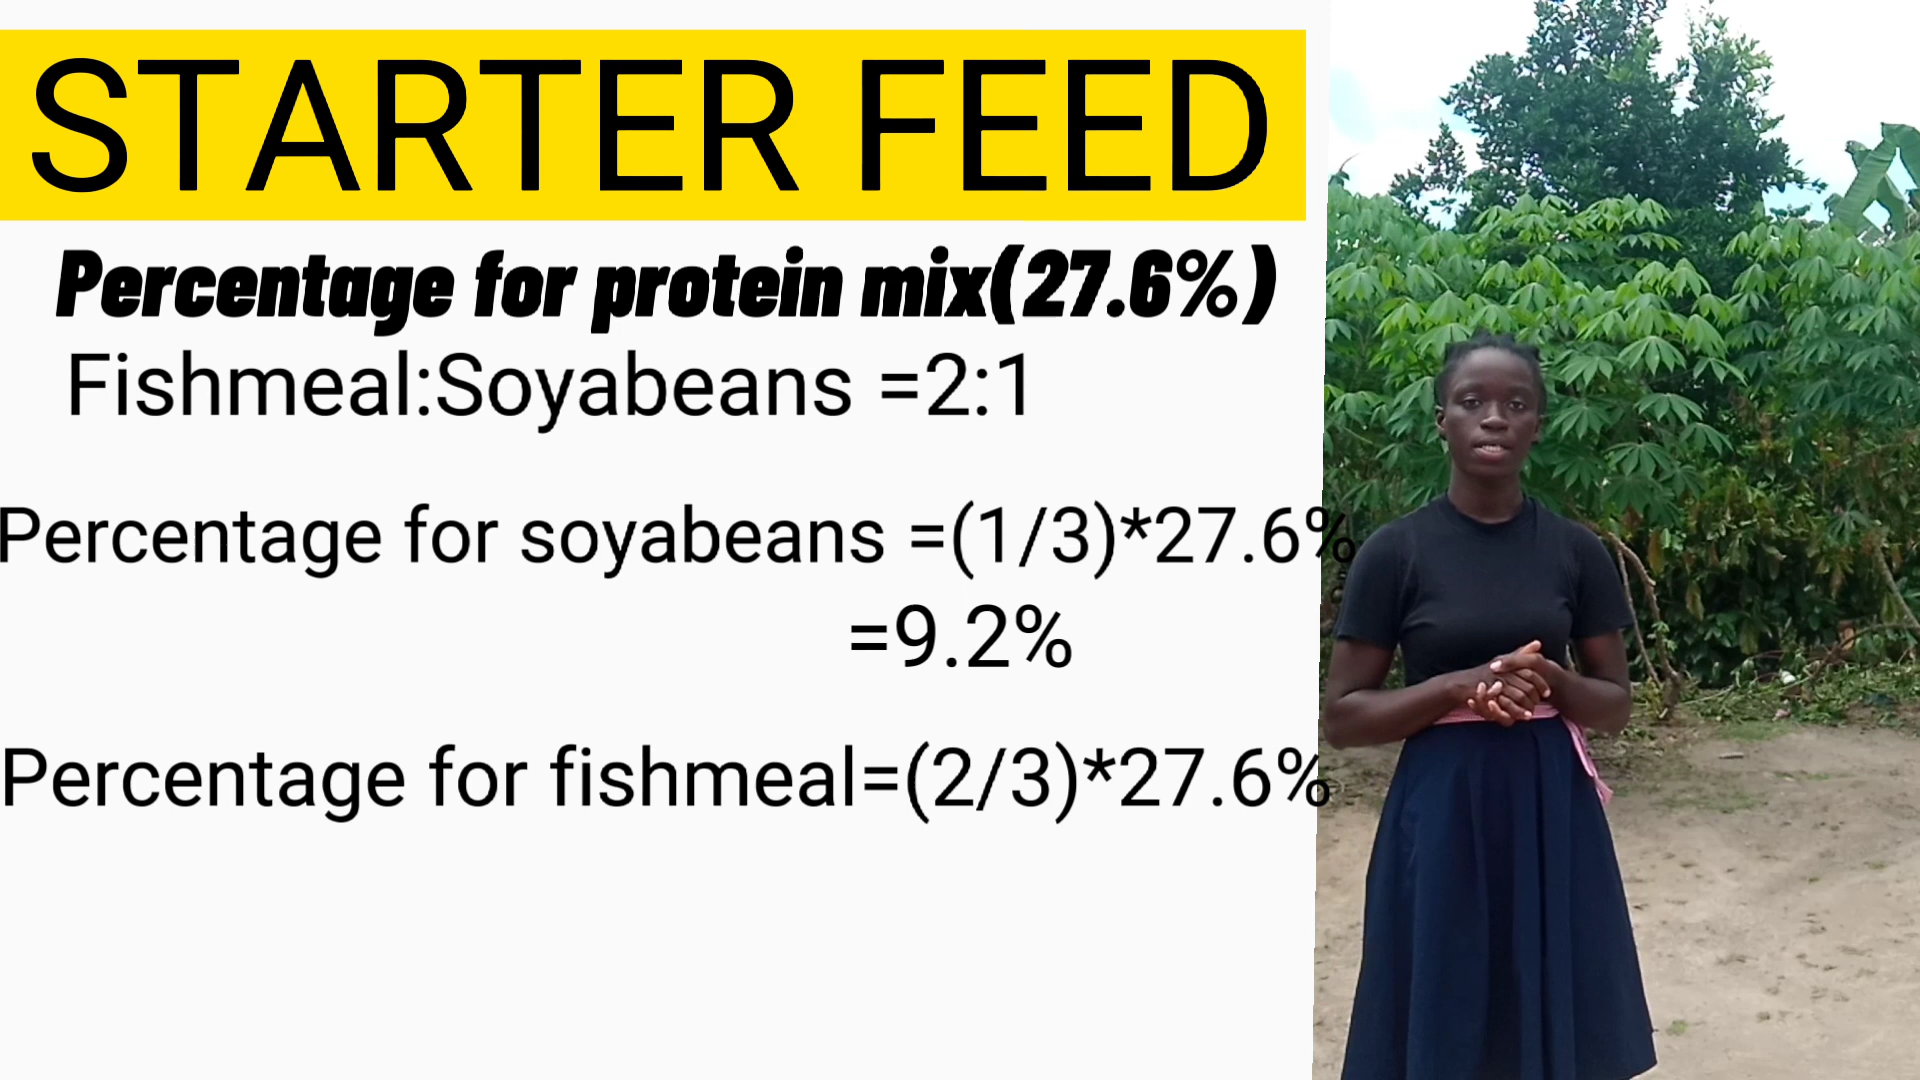 STARTER FEED
Percentage for protein mix(27.6%)
Fishmeal:Soyabeans =2:1
Percentage for soyabeans =(1/3)*27.6%
=9.2%
Percentage for fishmeal=(2/3)*27.6%